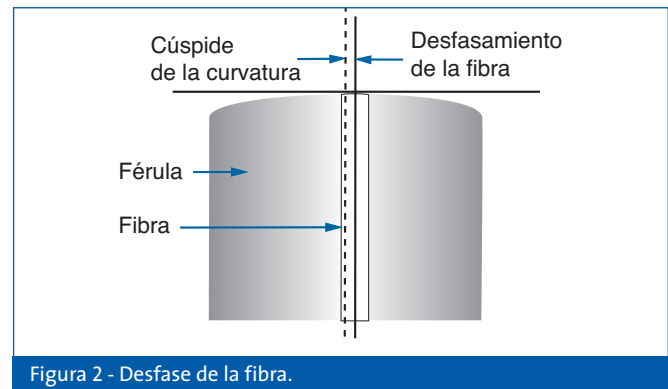 Cúspide
de la curvatura
Desfasamiento
de la fibra
Férula
Fibra
Figura 2 - Desfase de la fibra.